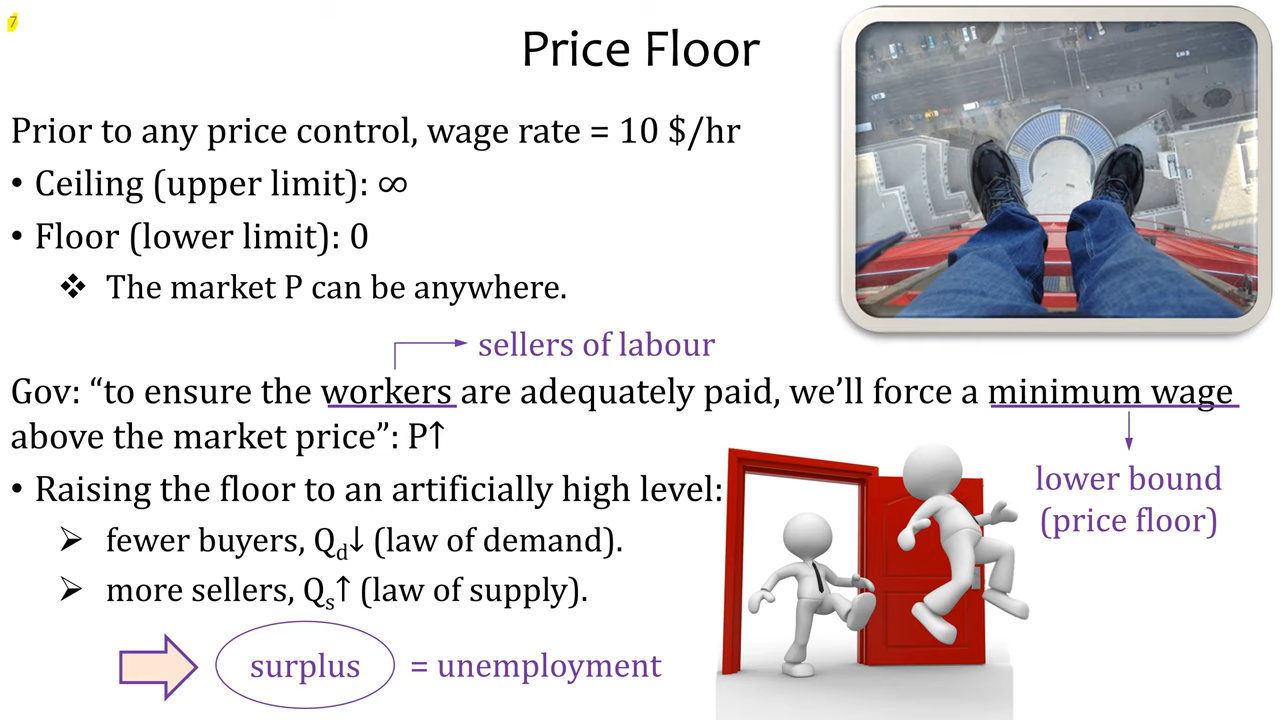 7
Price Floor
Prior to any price control, wage rate = 10 $/hr
• Ceiling (upper limit): ∞
• Floor (lower limit): 0
❖ The market P can be anywhere.
sellers of labour
Gov: “to ensure the workers are adequately paid, we’ll force a minimum wage
above the market price”: P↑
• Raising the floor to an artificially high level:
lower bound
(price floor)
➢ fewer buyers, Qd↓ (law of demand).
➢ more sellers, Qs↑ (law of supply).
surplus = unemployment